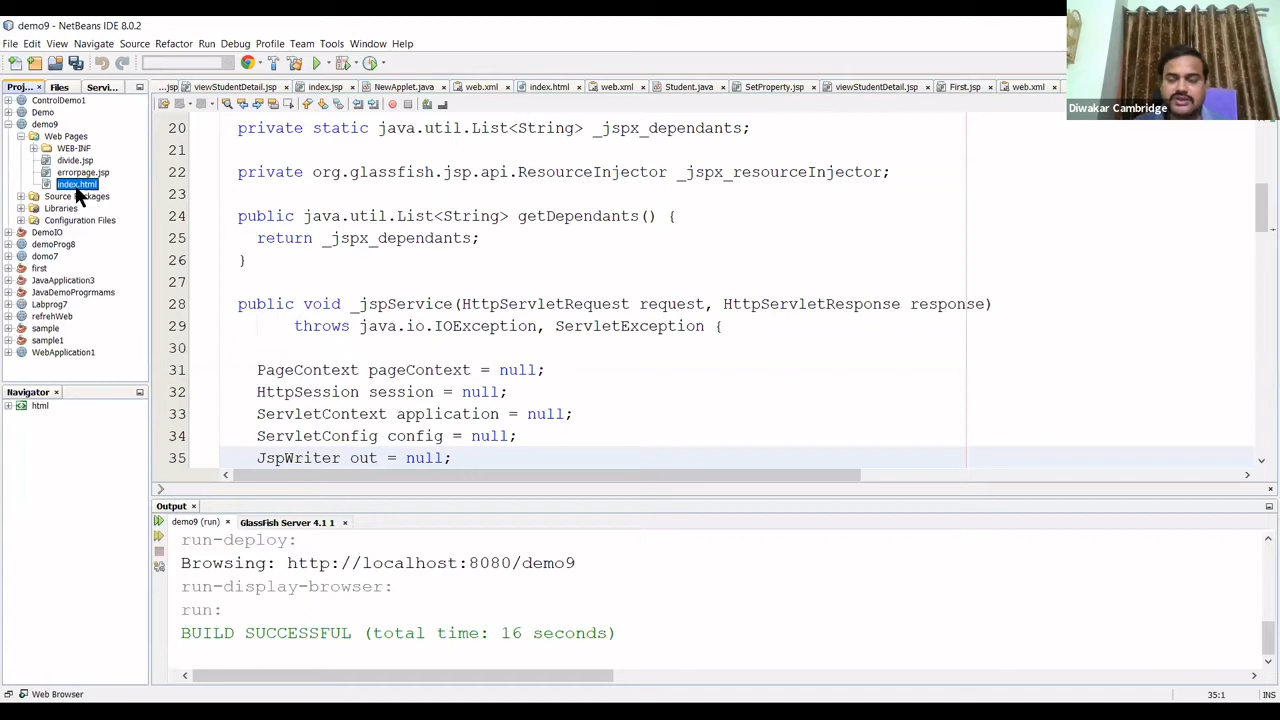 demo9 - NetBeans IDE 8.0.2
File Edit View Navigate Source Refactor Run Debug Profile Team Tools Window Help
Proj... × Files Servi...
...jsp viewStudentDetail.jsp × index.jsp × NewApplet.java × web.xml × index.html × web.xml × Student.java × SetProperty.jsp × viewStudentDetail.jsp × First.jsp × web.xml ×
Diwakar Cambridge
ControlDemo1
Demo
demo9
Web Pages
WEB-INF
divide.jsp
errorpage.jsp
index.html
Source Packages
Libraries
Configuration Files
DemoIO
demoProg8
domo7
first
JavaApplication3
JavaDemoProgrmams
Labprog7
refrehWeb
sample
sample1
WebApplication1
Navigator ×
html
20 private static java.util.List<String> _jspx_dependants;
21
22 private org.glassfish.jsp.api.ResourceInjector _jspx_resourceInjector;
23
24 public java.util.List<String> getDependants() {
25 return _jspx_dependants;
26 }
27
28 public void _jspService(HttpServletRequest request, HttpServletResponse response)
29 throws java.io.IOException, ServletException {
30
31 PageContext pageContext = null;
32 HttpSession session = null;
33 ServletContext application = null;
34 ServletConfig config = null;
35 JspWriter out = null;
Output ×
demo9 (run) × GlassFish Server 4.1 1 ×
run-deploy:
Browsing: http://localhost:8080/demo9
run-display-browser:
run:
BUILD SUCCESSFUL (total time: 16 seconds)
Web Browser
35:1 INS